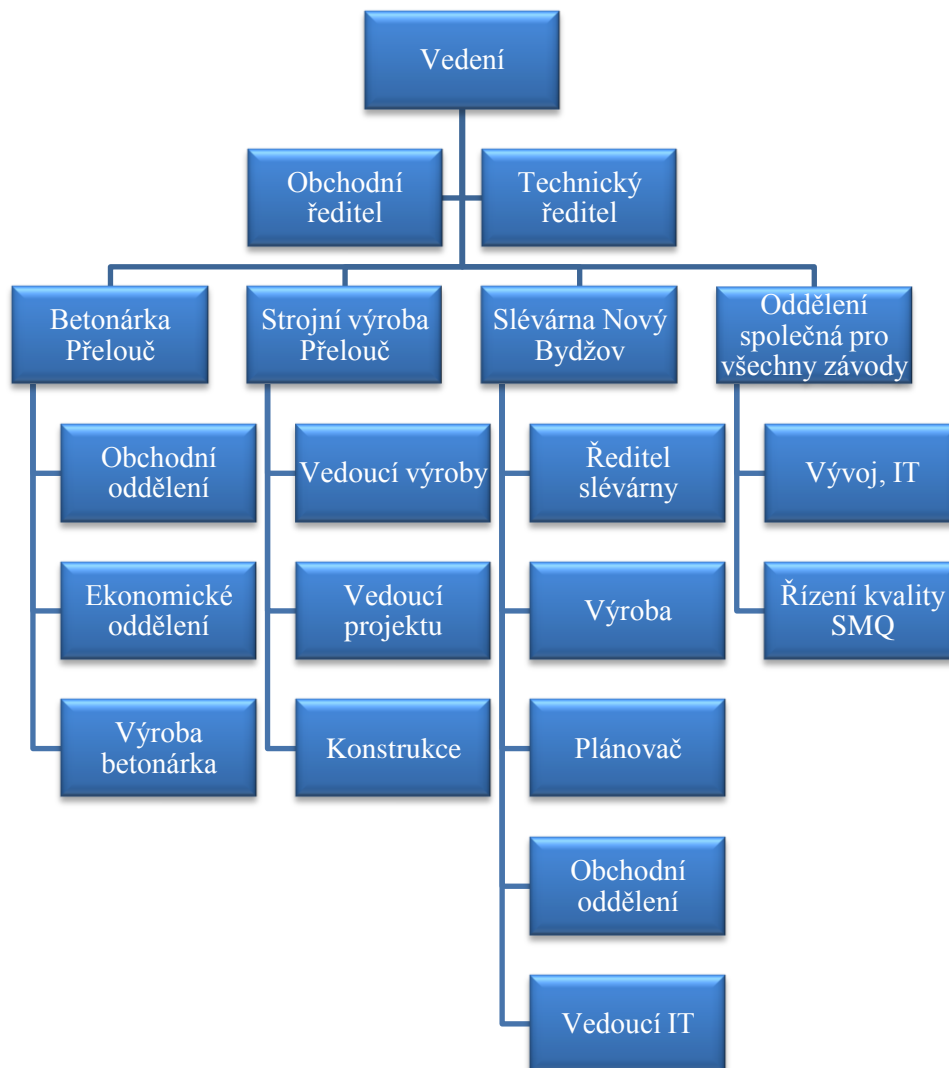 Vedení
Obchodní
ředitel
Technický
ředitel
Betonárka
Přelouč
Strojní výroba
Přelouč
Slévárna Nový
Bydžov
Oddělení
společná pro
všechny závody
Obchodní
oddělení
Vedoucí výroby
Ředitel
slévárny
Vývoj, IT
Ekonomické
oddělení
Vedoucí
projektu
Výroba
Řízení kvality
SMQ
Výroba
betonárka
Konstrukce
Plánovač
Obchodní
oddělení
Vedoucí IT